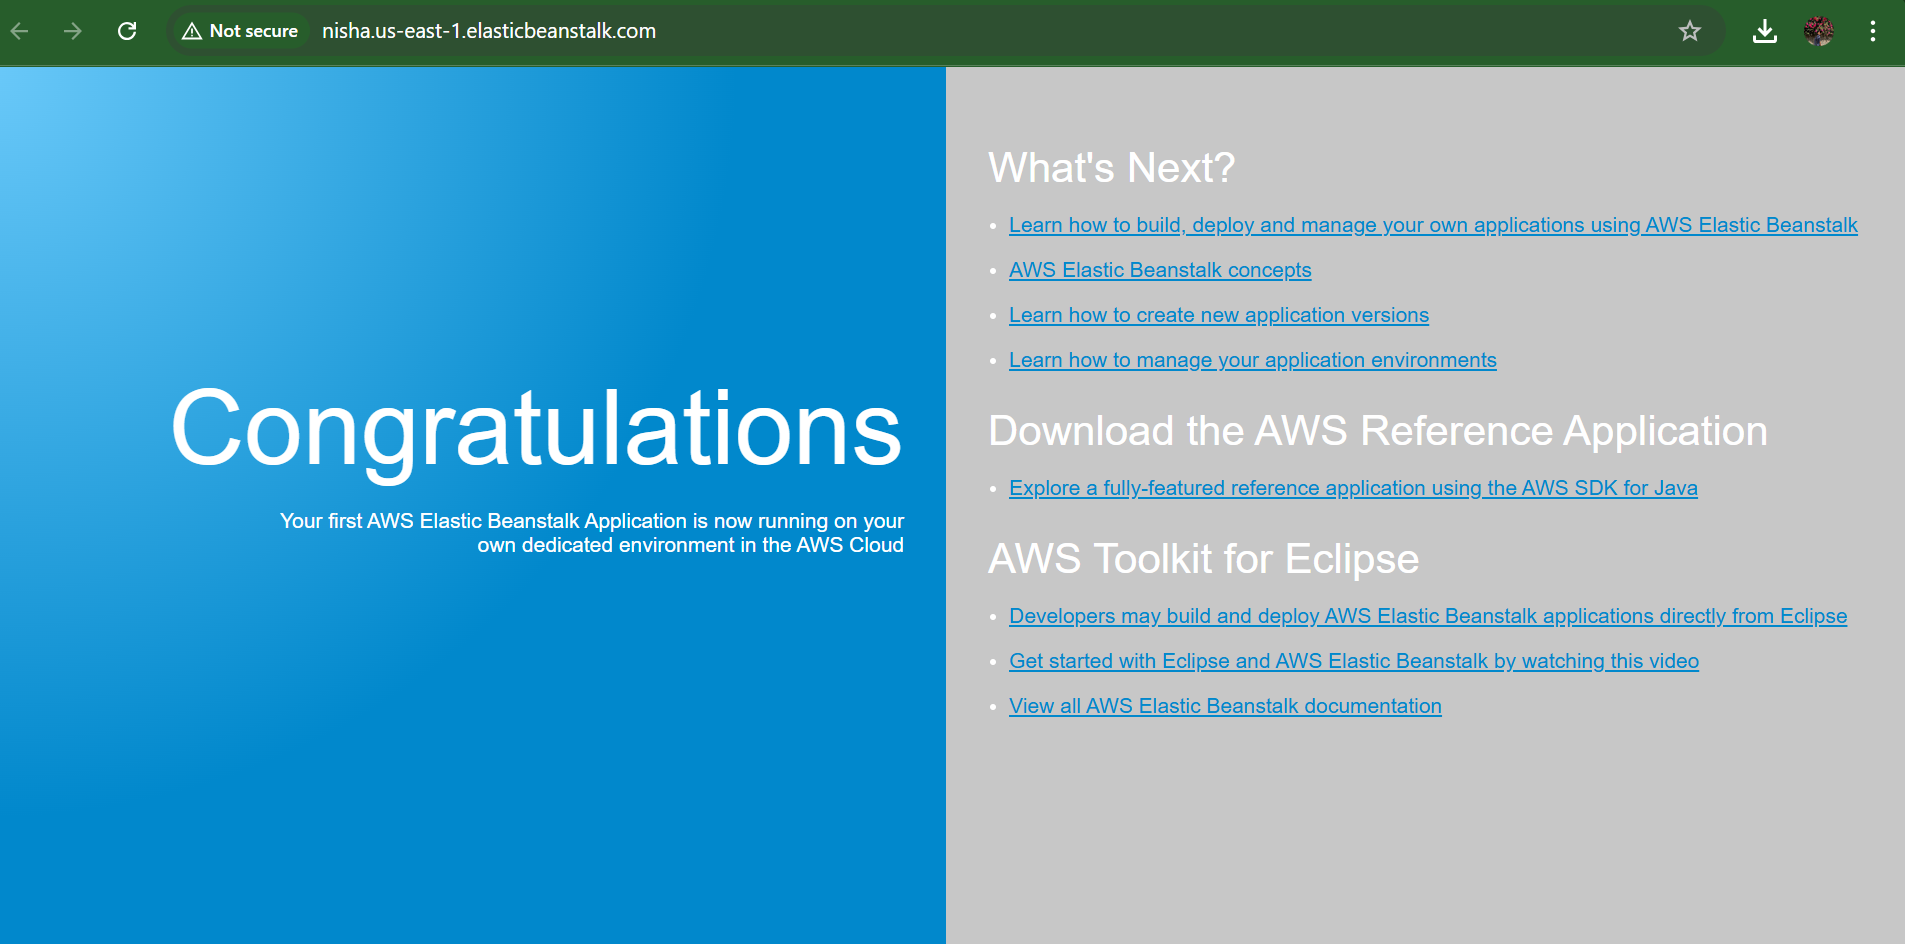 Not secure nisha.us-east-1.elasticbeanstalk.com
Congratulations
Your first AWS Elastic Beanstalk Application is now running on your
own dedicated environment in the AWS Cloud
What's Next?
Learn how to build, deploy and manage your own applications using AWS Elastic Beanstalk
AWS Elastic Beanstalk concepts
Learn how to create new application versions
Learn how to manage your application environments
Download the AWS Reference Application
Explore a fully-featured reference application using the AWS SDK for Java
AWS Toolkit for Eclipse
Developers may build and deploy AWS Elastic Beanstalk applications directly from Eclipse
Get started with Eclipse and AWS Elastic Beanstalk by watching this video
View all AWS Elastic Beanstalk documentation